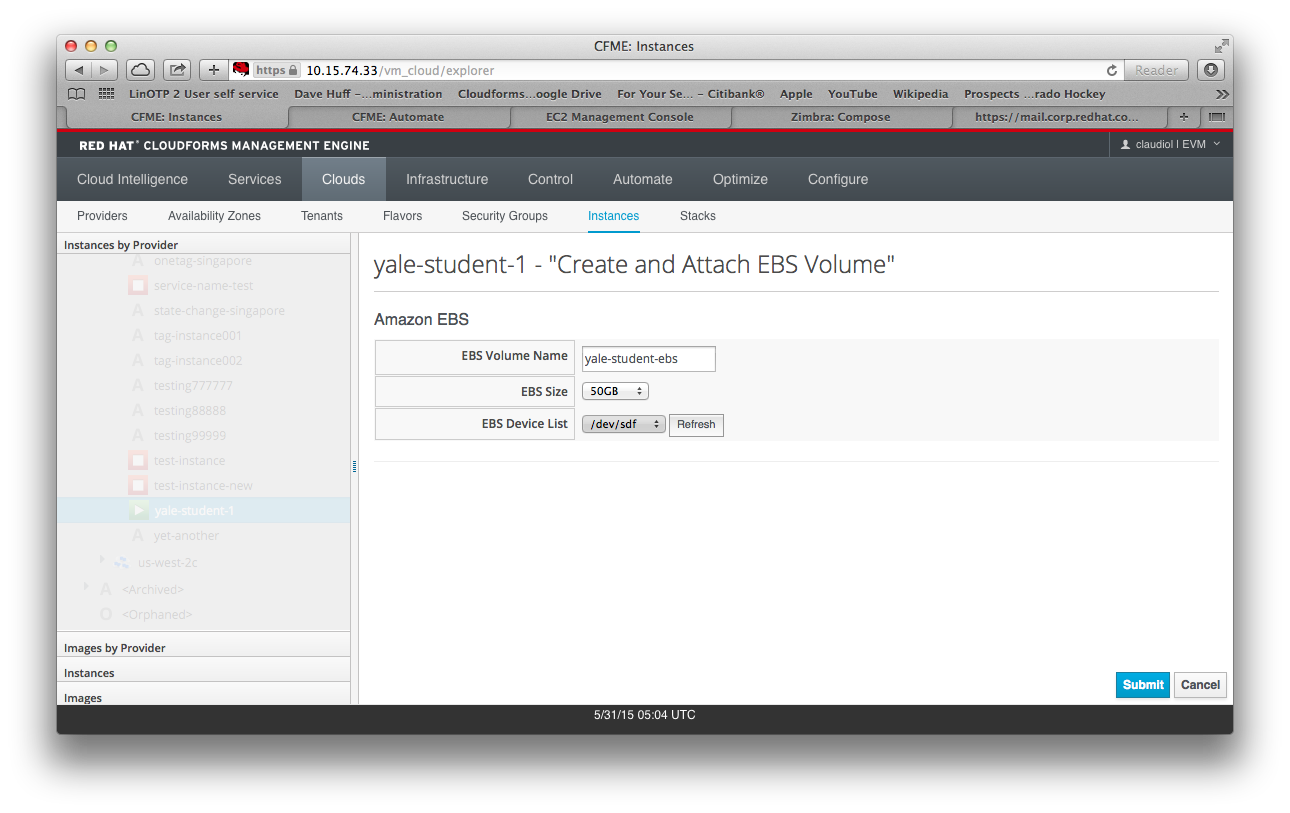 CFME: Instances
https 10.15.74.33/vm_cloud/explorer Reader
LinOTP 2 User self service Dave Huff –...ministration Cloudforms...oogle Drive For Your Se... – Citibank® Apple YouTube Wikipedia Prospects ...rado Hockey
CFME: Instances CFME: Automate EC2 Management Console Zimbra: Compose https://mail.corp.redhat.co...
RED HAT® CLOUDFORMS MANAGEMENT ENGINE claudiol | EVM
Cloud Intelligence Services Clouds Infrastructure Control Automate Optimize Configure
Providers Availability Zones Tenants Flavors Security Groups Instances Stacks
Instances by Provider
A onetag-singapore
service-name-test
A state-change-singapore
A tag-instance001
A tag-instance002
A testing777777
A testing88888
A testing99999
test-instance
test-instance-new
yale-student-1
A yet-another
us-west-2c
A <Archived>
O <Orphaned>
Images by Provider
Instances
Images
yale-student-1 - "Create and Attach EBS Volume"
Amazon EBS
EBS Volume Name yale-student-ebs
EBS Size 50GB
EBS Device List /dev/sdf Refresh
Submit Cancel
5/31/15 05:04 UTC